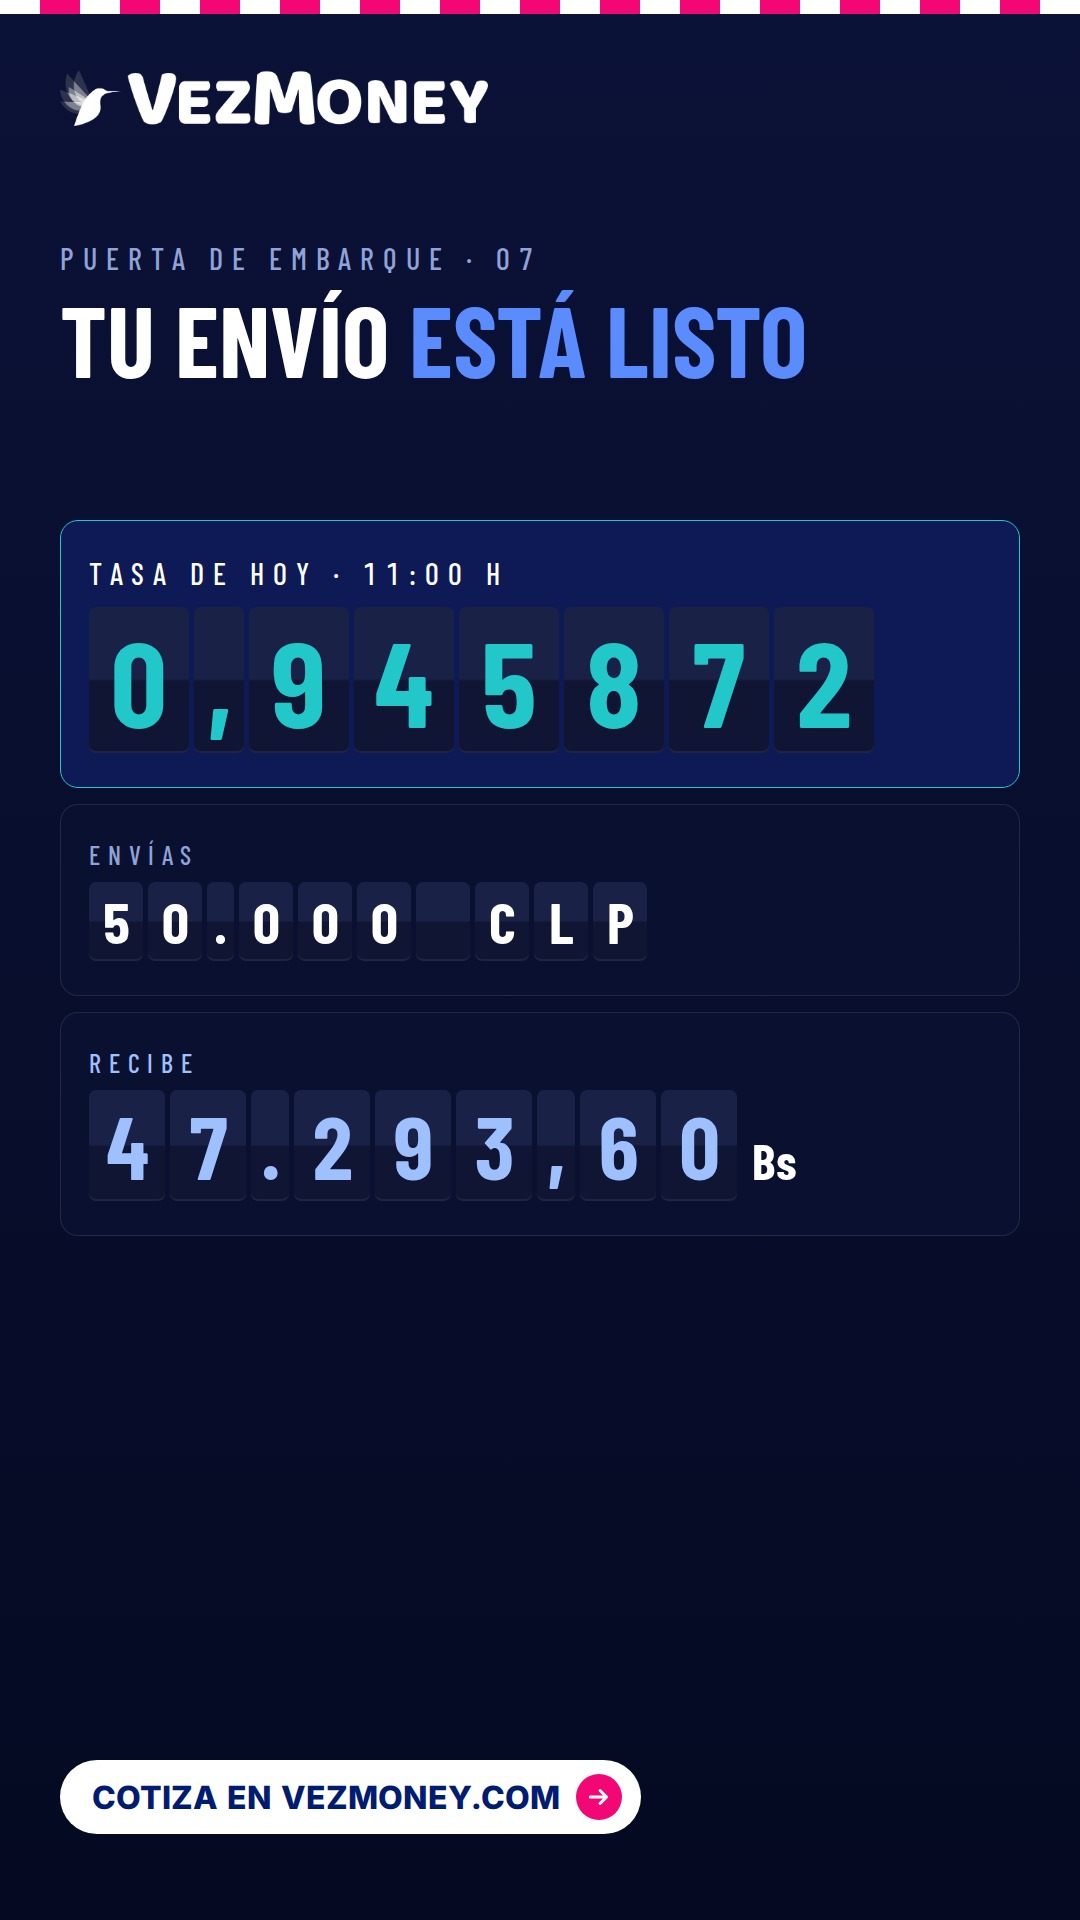 VEZMONEY
PUERTA DE EMBARQUE · 07
TU ENVÍO ESTÁ LISTO
TASA DE HOY · 11:00 H
0,945872
ENVÍAS
50.000 CLP
RECIBE
47.293,60 Bs
COTIZA EN VEZMONEY.COM